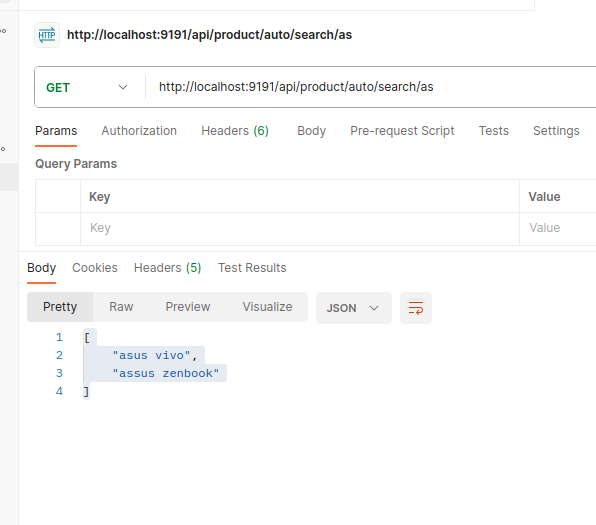 HTTP http://localhost:9191/api/product/auto/search/as
GET http://localhost:9191/api/product/auto/search/as
Params Authorization Headers (6) Body Pre-request Script Tests Settings
Query Params
Key Value
Key Value
Body Cookies Headers (5) Test Results
Pretty Raw Preview Visualize JSON
1 [
2 "asus vivo",
3 "assus zenbook"
4 ]